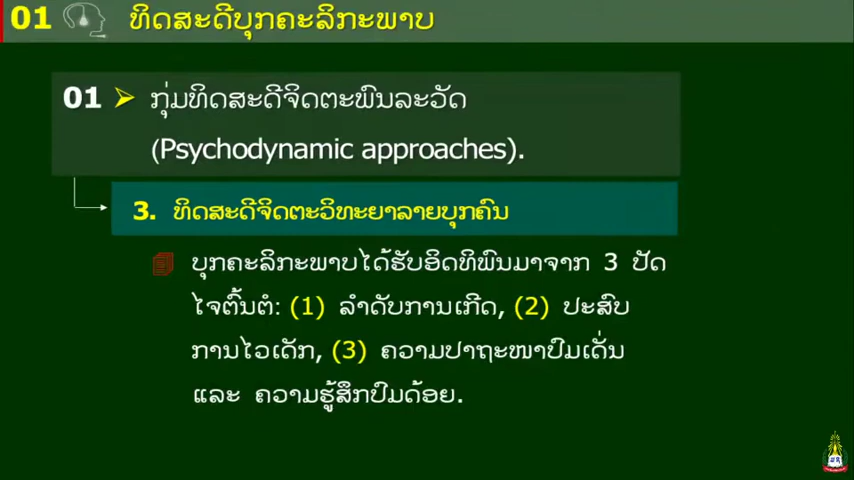 01 ທິດສະດີບຸກຄະລິກະພາບ
01 ➢ ກຸ່ມທິດສະດີຈິດຕະພົນລະວັດ
(Psychodynamic approaches).
3. ທິດສະດີຈິດຕະວິທະຍາລາຍບຸກຄົນ
ບຸກຄະລິກະພາບໄດ້ຮັບອິດທິພົນມາຈາກ 3 ປັດ
ໄຈຕົ້ນຕໍ: (1) ລຳດັບການເກີດ, (2) ປະສົບ
ການໄວເດັກ, (3) ຄວາມປາຖະໜາປົມເດັ່ນ
ແລະ ຄວາມຮູ້ສຶກປົມດ້ອຍ.